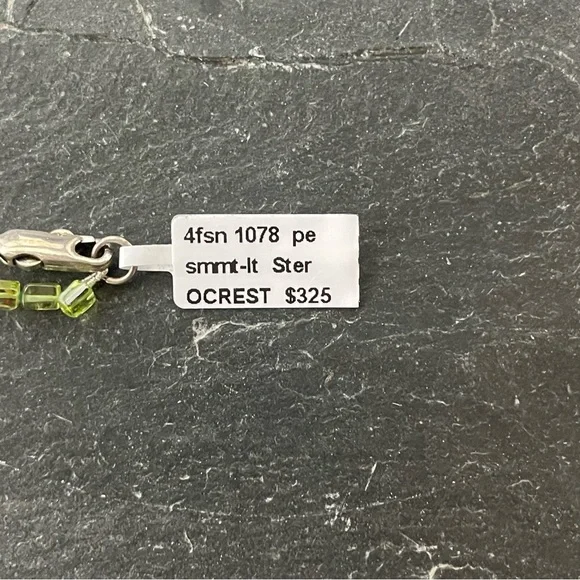 4fsn 1078 pe
smmt-lt Ster
OCREST $325